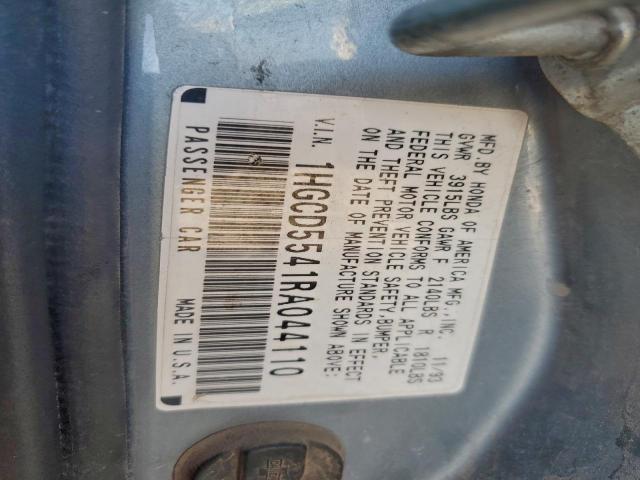 MFD. BY HONDA OF AMERICA MFG., INC. 11/93
GVWR 3915LBS GAWR F 2140LBS R 1810LBS
THIS VEHICLE CONFORMS TO ALL APPLICABLE
FEDERAL MOTOR VEHICLE SAFETY, BUMPER,
AND THEFT PREVENTION STANDARDS IN EFFECT
ON THE DATE OF MANUFACTURE SHOWN ABOVE:
V.I.N. 1HGCD5541RA044110
PASSENGER CAR MADE IN U.S.A.